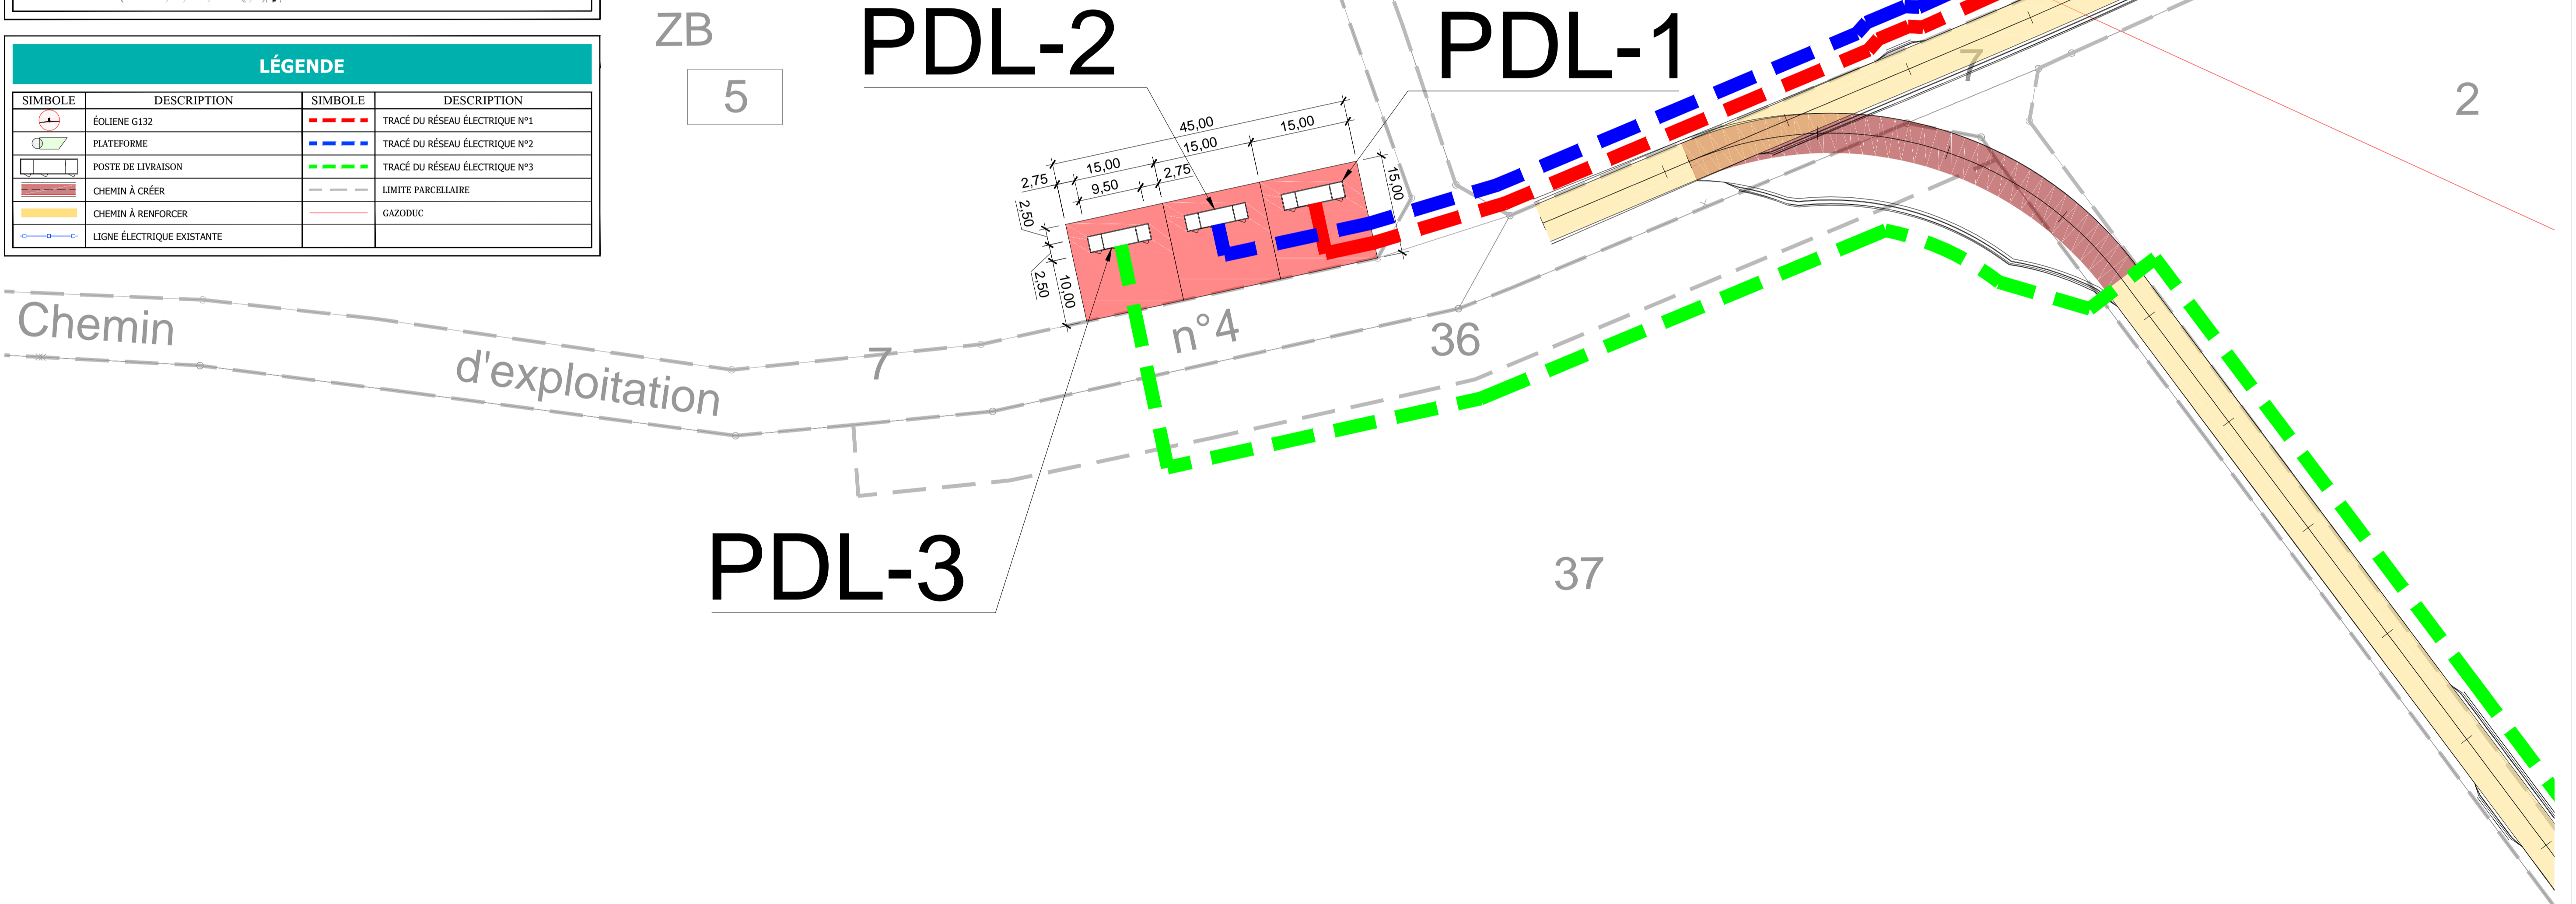 LÉGENDE
SIMBOLE DESCRIPTION SIMBOLE DESCRIPTION
ÉOLIENE G132 TRACÉ DU RÉSEAU ÉLECTRIQUE N°1
PLATEFORME TRACÉ DU RÉSEAU ÉLECTRIQUE N°2
POSTE DE LIVRAISON TRACÉ DU RÉSEAU ÉLECTRIQUE N°3
CHEMIN À CRÉER LIMITE PARCELLAIRE
CHEMIN À RENFORCER GAZODUC
LIGNE ÉLECTRIQUE EXISTANTE
ZB
5
PDL-2
PDL-1
7
2
45,00
15,00
15,00
15,00
2,75
9,50
2,75
15,00
2,50
2,50
10,00
Chemin
d'exploitation
7
n°4
36
PDL-3
37